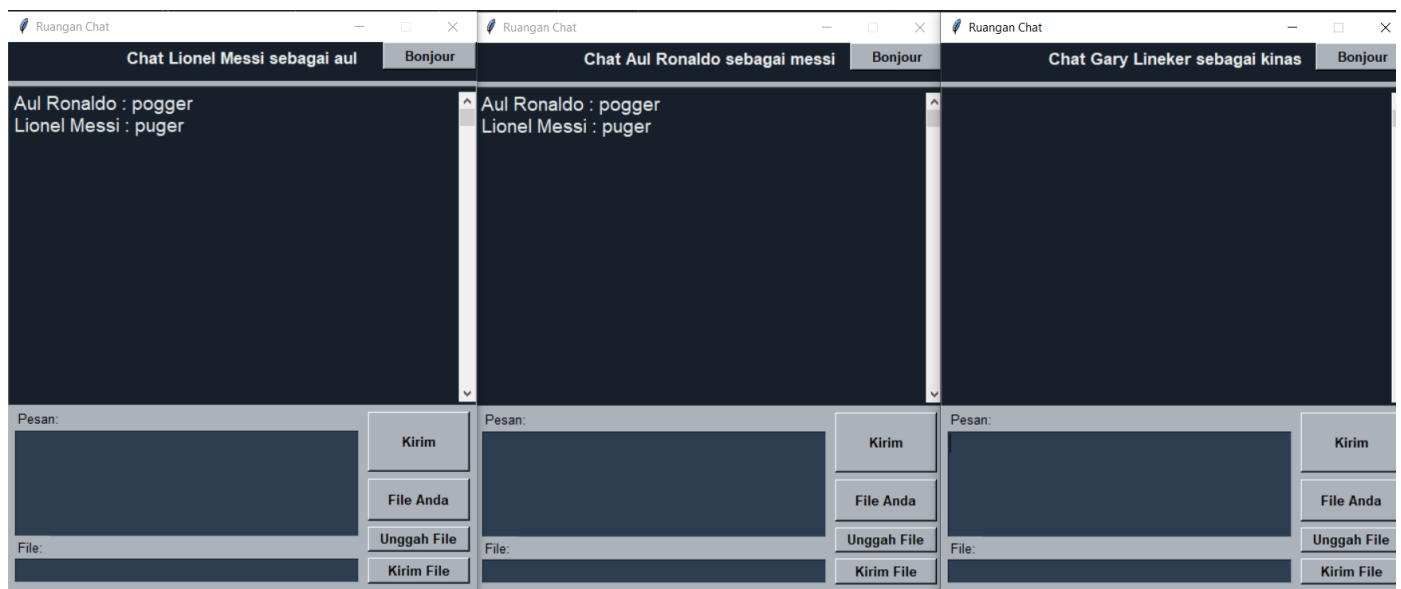 Ruangan Chat
Chat Lionel Messi sebagai aul
Bonjour
Aul Ronaldo : pogger
Lionel Messi : puger
Pesan:
Kirim
File Anda
Unggah File
File:
Kirim File
Ruangan Chat
Chat Aul Ronaldo sebagai messi
Bonjour
Aul Ronaldo : pogger
Lionel Messi : puger
Pesan:
Kirim
File Anda
Unggah File
File:
Kirim File
Ruangan Chat
Chat Gary Lineker sebagai kinas
Bonjour
Pesan:
Kirim
File Anda
Unggah File
File:
Kirim File